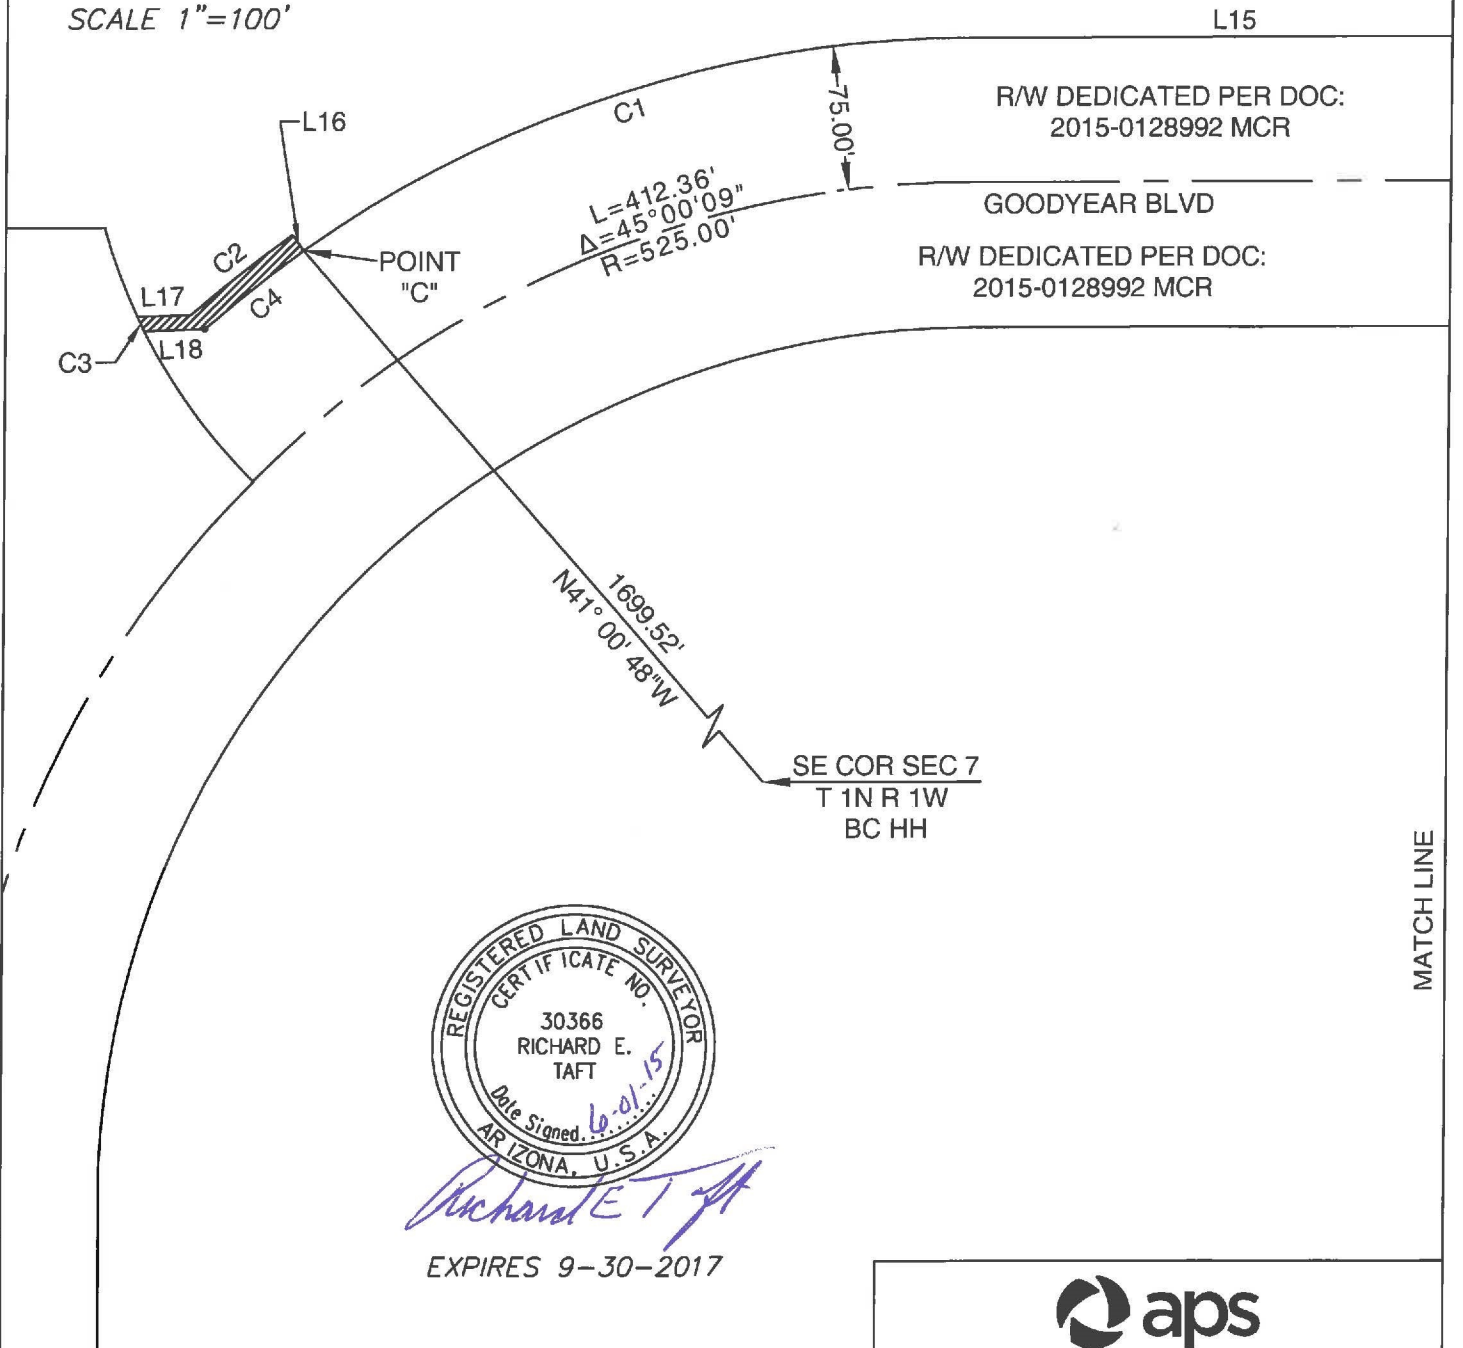 SCALE 1"=100'
L15
C1
75.00'
R/W DEDICATED PER DOC:
2015-0128992 MCR
L16
L=412.36'
Δ=45°00'09"
R=525.00'
GOODYEAR BLVD
R/W DEDICATED PER DOC:
2015-0128992 MCR
C2
POINT
"C"
L17
C4
L18
C3
1699.52'
N41° 00' 48"W
SE COR SEC 7
T 1N R 1W
BC HH
MATCH LINE
REGISTERED LAND SURVEYOR
CERTIFICATE NO.
30366
RICHARD E.
TAFT
Date Signed.......... 6-01-15
ARIZONA, U.S.A.
Richard E Taft
EXPIRES 9-30-2017
aps